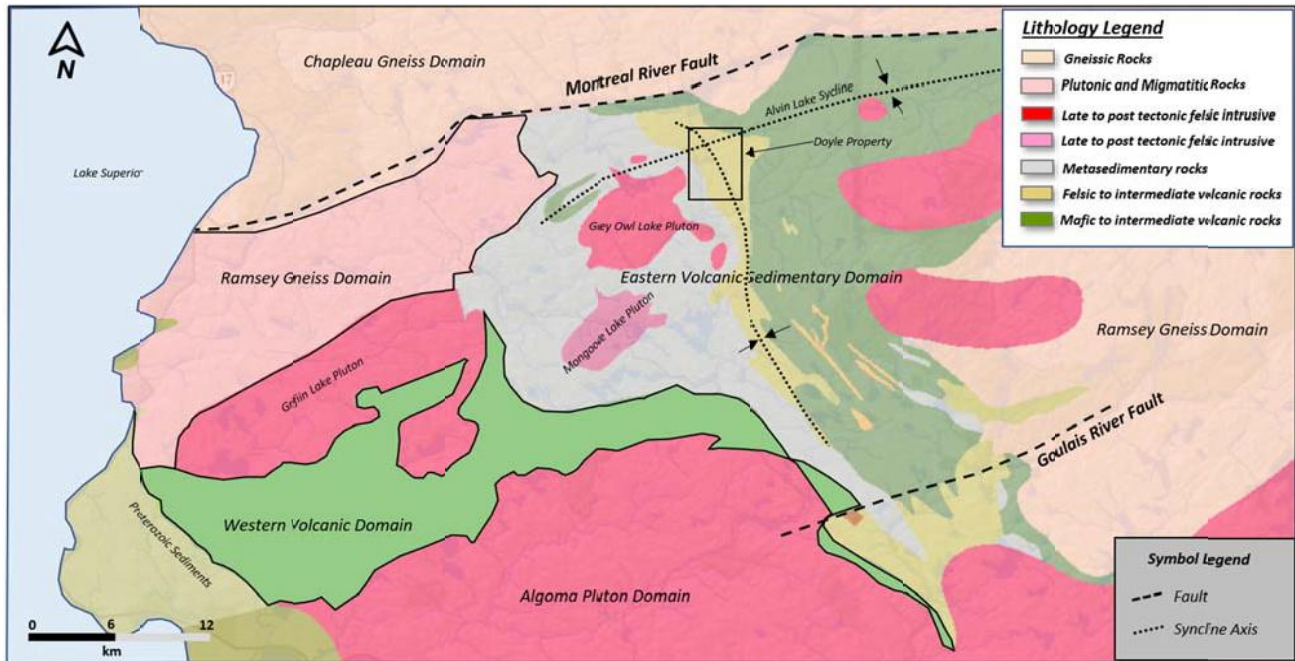 N
17
Chapleau Gneiss Domain
Montreal River Fault
Alvin Lake Sycline
Doyle Property
Lake Superior
Grey Owl Lake Pluton
Ramsey Gneiss Domain
Eastern Volcanic Sedimentary Domain
Mongoove Lake Pluton
Ramsey Gneiss Domain
Grifiin Lake Pluton
Goulais River Fault
Western Volcanic Domain
Proterozoic Sediments
Algoma Pluton Domain
0 6 12
km
Lithology Legend
Gneissic Rocks
Plutonic and Migmatitic Rocks
Late to post tectonic felsic intrusive
Late to post tectonic felsic intrusive
Metasedimentary rocks
Felsic to intermediate volcanic rocks
Mafic to intermediate volcanic rocks
Symbol Legend
Fault
Syncline Axis